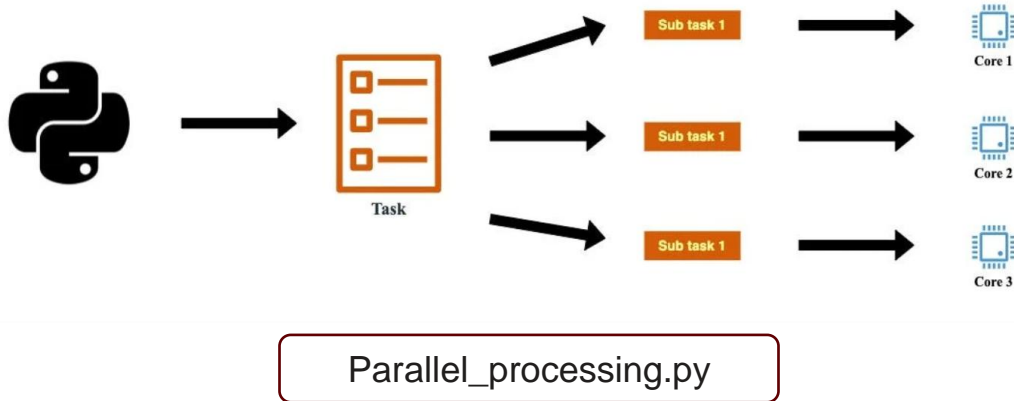 Sub task 1
Core 1
Sub task 1
Core 2
Task
Sub task 1
Core 3
Parallel_processing.py